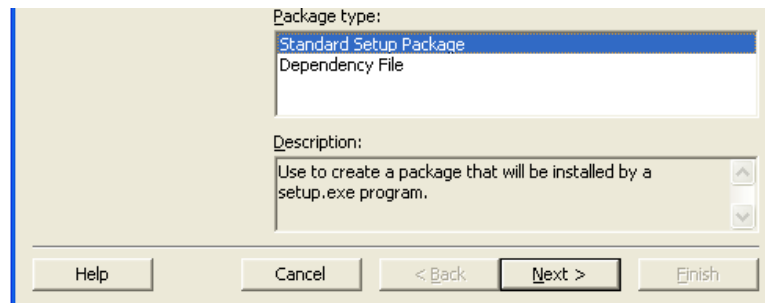 Package type:
Standard Setup Package
Dependency File
Description:
Use to create a package that will be installed by a
setup.exe program.
Help
Cancel
< Back
Next >
Finish